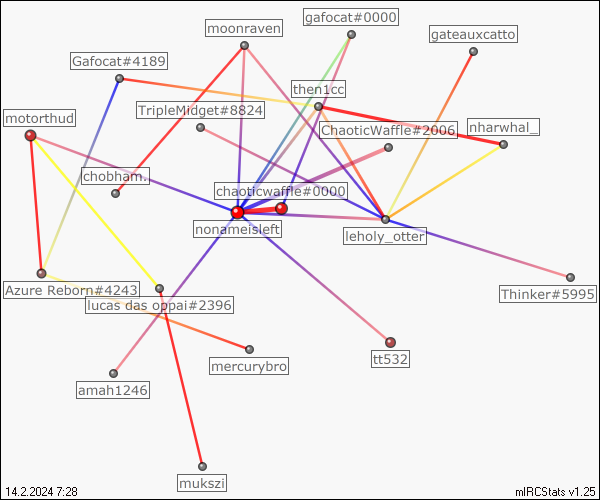 gafocat#0000
moonraven
gateauxcatto
Gafocat#4189
then1cc
TripleMidget#8824
motorthud
nharwhal_
ChaoticWaffle#2006
chobham.
chaoticwaffle#0000
nonameisleft
leholy_otter
Azure Reborn#4243
Thinker#5995
lucas das oppai#2396
tt532
mercurybro
amah1246
mukszi
14.2.2024 7:28
mIRCStats v1.25